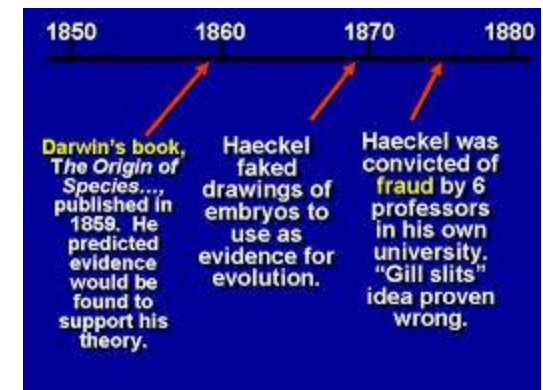 1850 1860 1870 1880
Darwin's book,
The Origin of
Species...,
published in
1859. He
predicted
evidence
would be
found to
support his
theory.
Haeckel
faked
drawings of
embryos to
use as
evidence for
evolution.
Haeckel was
convicted of
fraud by 6
professors
in his own
university.
"Gill slits"
idea proven
wrong.